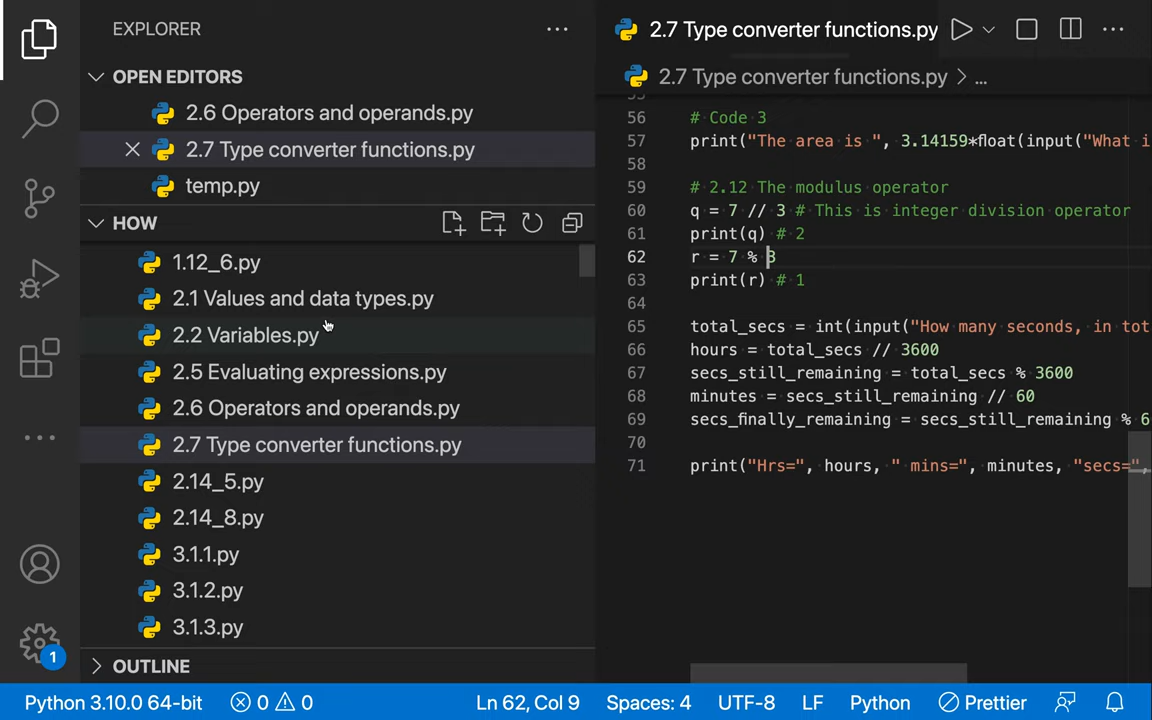 EXPLORER
OPEN EDITORS
2.6 Operators and operands.py
2.7 Type converter functions.py
temp.py
HOW
1.12_6.py
2.1 Values and data types.py
2.2 Variables.py
2.5 Evaluating expressions.py
2.6 Operators and operands.py
2.7 Type converter functions.py
2.14_5.py
2.14_8.py
3.1.1.py
3.1.2.py
3.1.3.py
OUTLINE
1
2.7 Type converter functions.py
2.7 Type converter functions.py > ...
56 # Code 3
57 print("The area is ", 3.14159*float(input("What i
58
59 # 2.12 The modulus operator
60 q = 7 // 3 # This is integer division operator
61 print(q) # 2
62 r = 7 % 3
63 print(r) # 1
64
65 total_secs = int(input("How many seconds, in tot
66 hours = total_secs // 3600
67 secs_still_remaining = total_secs % 3600
68 minutes = secs_still_remaining // 60
69 secs_finally_remaining = secs_still_remaining % 6
70
71 print("Hrs=", hours, " mins=", minutes, "secs=",
Python 3.10.0 64-bit 0 0 Ln 62, Col 9 Spaces: 4 UTF-8 LF Python Prettier